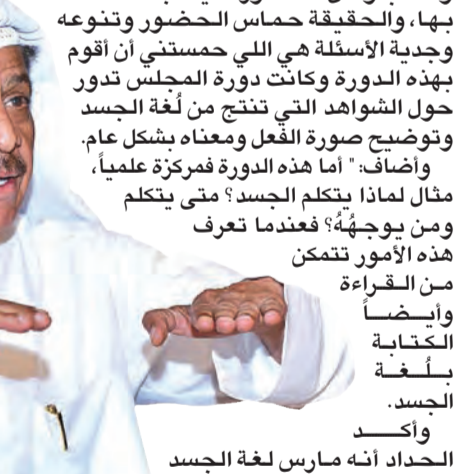 بها، والحقيقة حماس الحضور وتنوعه
وجدية الأسئلة هي اللي حمستني أن أقوم
بهذه الدورة وكانت دورة المجلس تدور
حول الشواهد التي تنتج من لُغة الجسد
وتوضيح صورة الفعل ومعناه بشكل عام.
وأضاف: " أما هذه الدورة فمركزة علمياً،
مثال لماذا يتكلم الجسد؟ متى يتكلم
ومن يوجهُهُ؟ فعندما تعرف
هذه الأمور تتمكن
من القراءة
وأيضاً
الكتابة
بلُغة
الجسد.
وأكد
الحداد أنه مارس لغة الجسد